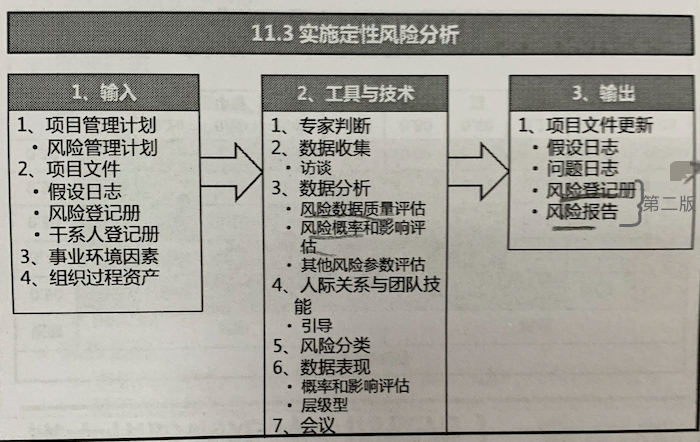 11.3 实施定性风险分析
1、输入
1、项目管理计划
• 风险管理计划
2、项目文件
• 假设日志
• 风险登记册
• 干系人登记册
3、事业环境因素
4、组织过程资产
2、工具与技术
1、专家判断
2、数据收集
• 访谈
3、数据分析
• 风险数据质量评估
• 风险概率和影响评
估
• 其他风险参数评估
4、人际关系与团队技
能
• 引导
5、风险分类
6、数据表现
• 概率和影响评估
• 层级型
7、会议
3、输出
1、项目文件更新
• 假设日志
• 问题日志
• 风险登记册
• 风险报告
第二版